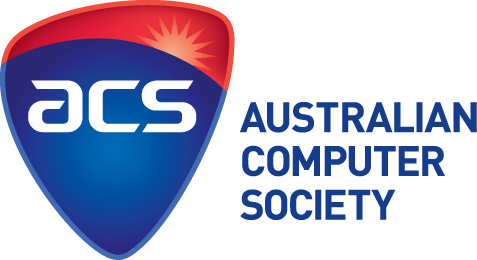 acs
AUSTRALIAN
COMPUTER
SOCIETY